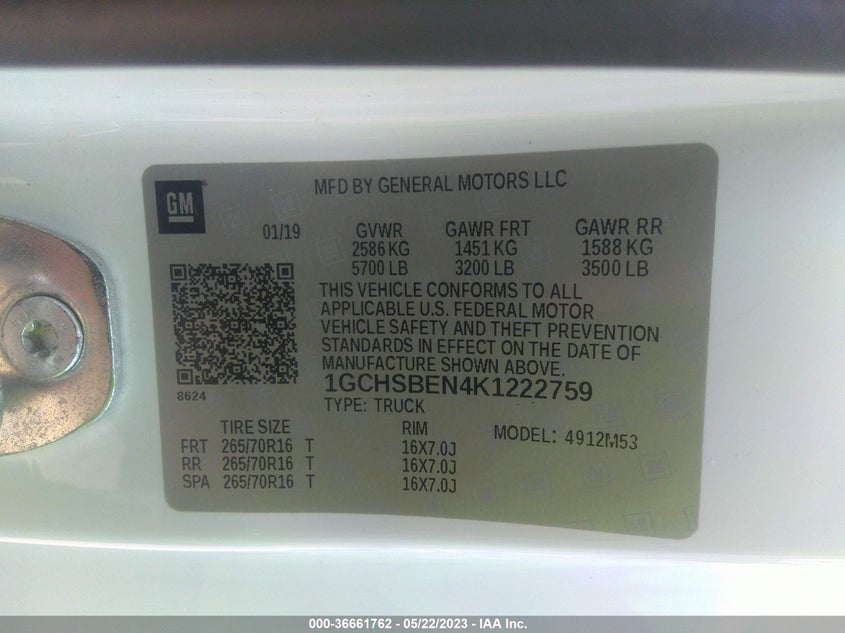 GM
MFD BY GENERAL MOTORS LLC
01/19 GVWR GAWR FRT GAWR RR
2586 KG 1451 KG 1588 KG
5700 LB 3200 LB 3500 LB
THIS VEHICLE CONFORMS TO ALL
APPLICABLE U.S. FEDERAL MOTOR
VEHICLE SAFETY AND THEFT PREVENTION
STANDARDS IN EFFECT ON THE DATE OF
MANUFACTURE SHOWN ABOVE.
8624
1GCHSBEN4K1222759
TYPE: TRUCK
TIRE SIZE RIM MODEL: 4912M53
FRT 265/70R16 T 16X7.0J
RR 265/70R16 T 16X7.0J
SPA 265/70R16 T 16X7.0J
000-36661762 - 05/22/2023 - IAA Inc.